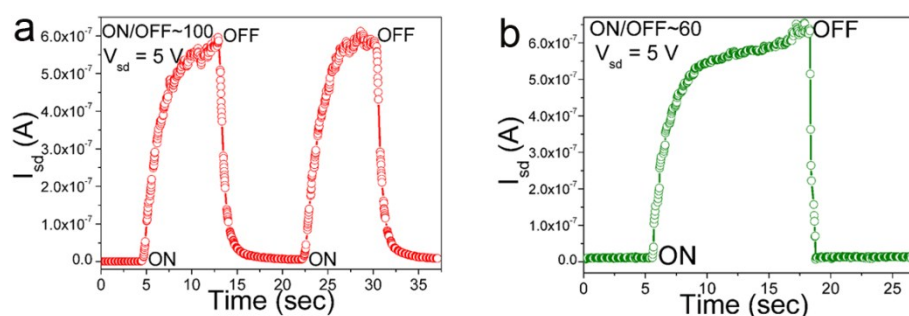 a
ON/OFF~100
V_sd = 5 V
OFF
OFF
ON
ON
6.0x10⁻⁷
5.0x10⁻⁷
4.0x10⁻⁷
3.0x10⁻⁷
2.0x10⁻⁷
1.0x10⁻⁷
0.0
I_sd (A)
0 5 10 15 20 25 30 35
Time (sec)
b
ON/OFF~60
V_sd = 5 V
OFF
ON
6.0x10⁻⁷
5.0x10⁻⁷
4.0x10⁻⁷
3.0x10⁻⁷
2.0x10⁻⁷
1.0x10⁻⁷
0.0
I_sd (A)
0 5 10 15 20 25
Time (sec)